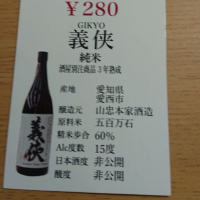 ¥280
GIKYO
義侠
純米
酒屋別注商品3年熟成
産地 愛知県
愛西市
醸造元 山忠本家酒造
原料米 五百万石
精米歩合 60%
Alc度数 15度
日本酒度 非公開
酸度 非公開
義侠